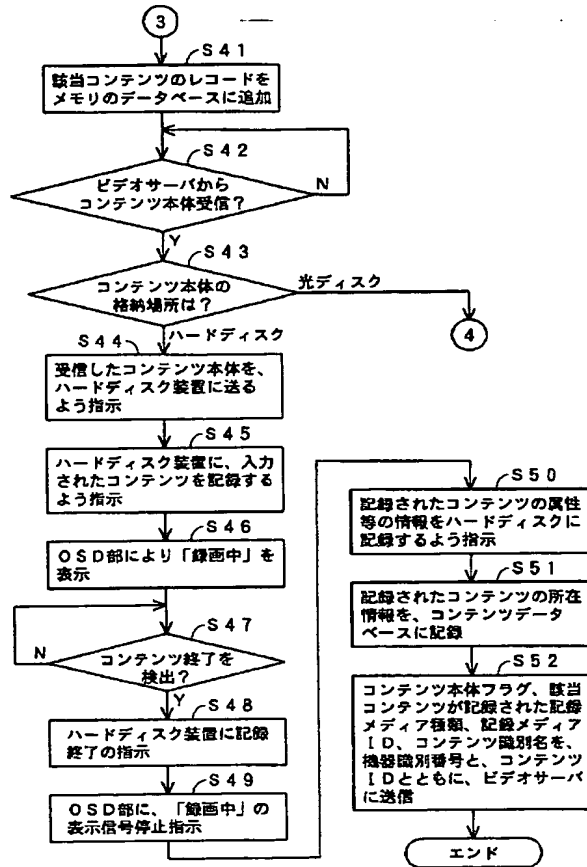 3
S41
該当コンテンツのレコードを
メモリのデータベースに追加
S42
ビデオサーバから
コンテンツ本体受信?
N
Y
S43
コンテンツ本体の
格納場所は?
光ディスク
4
ハードディスク
S44
受信したコンテンツ本体を、
ハードディスク装置に送る
よう指示
S45
ハードディスク装置に、入力
されたコンテンツを記録する
よう指示
S46
OSD部により「録画中」を
表示
S47
コンテンツ終了を
検出?
N
Y
S48
ハードディスク装置に記録
終了の指示
S49
OSD部に、「録画中」の
表示信号停止指示
S50
記録されたコンテンツの属性
等の情報をハードディスクに
記録するよう指示
S51
記録されたコンテンツの所在
情報を、コンテンツデータ
ベースに記録
S52
コンテンツ本体フラグ、該当
コンテンツが記録された記録
メディア種類、記録メディア
ID、コンテンツ識別名を、
機器識別番号と、コンテンツ
IDとともに、ビデオサーバ
に送信
エンド